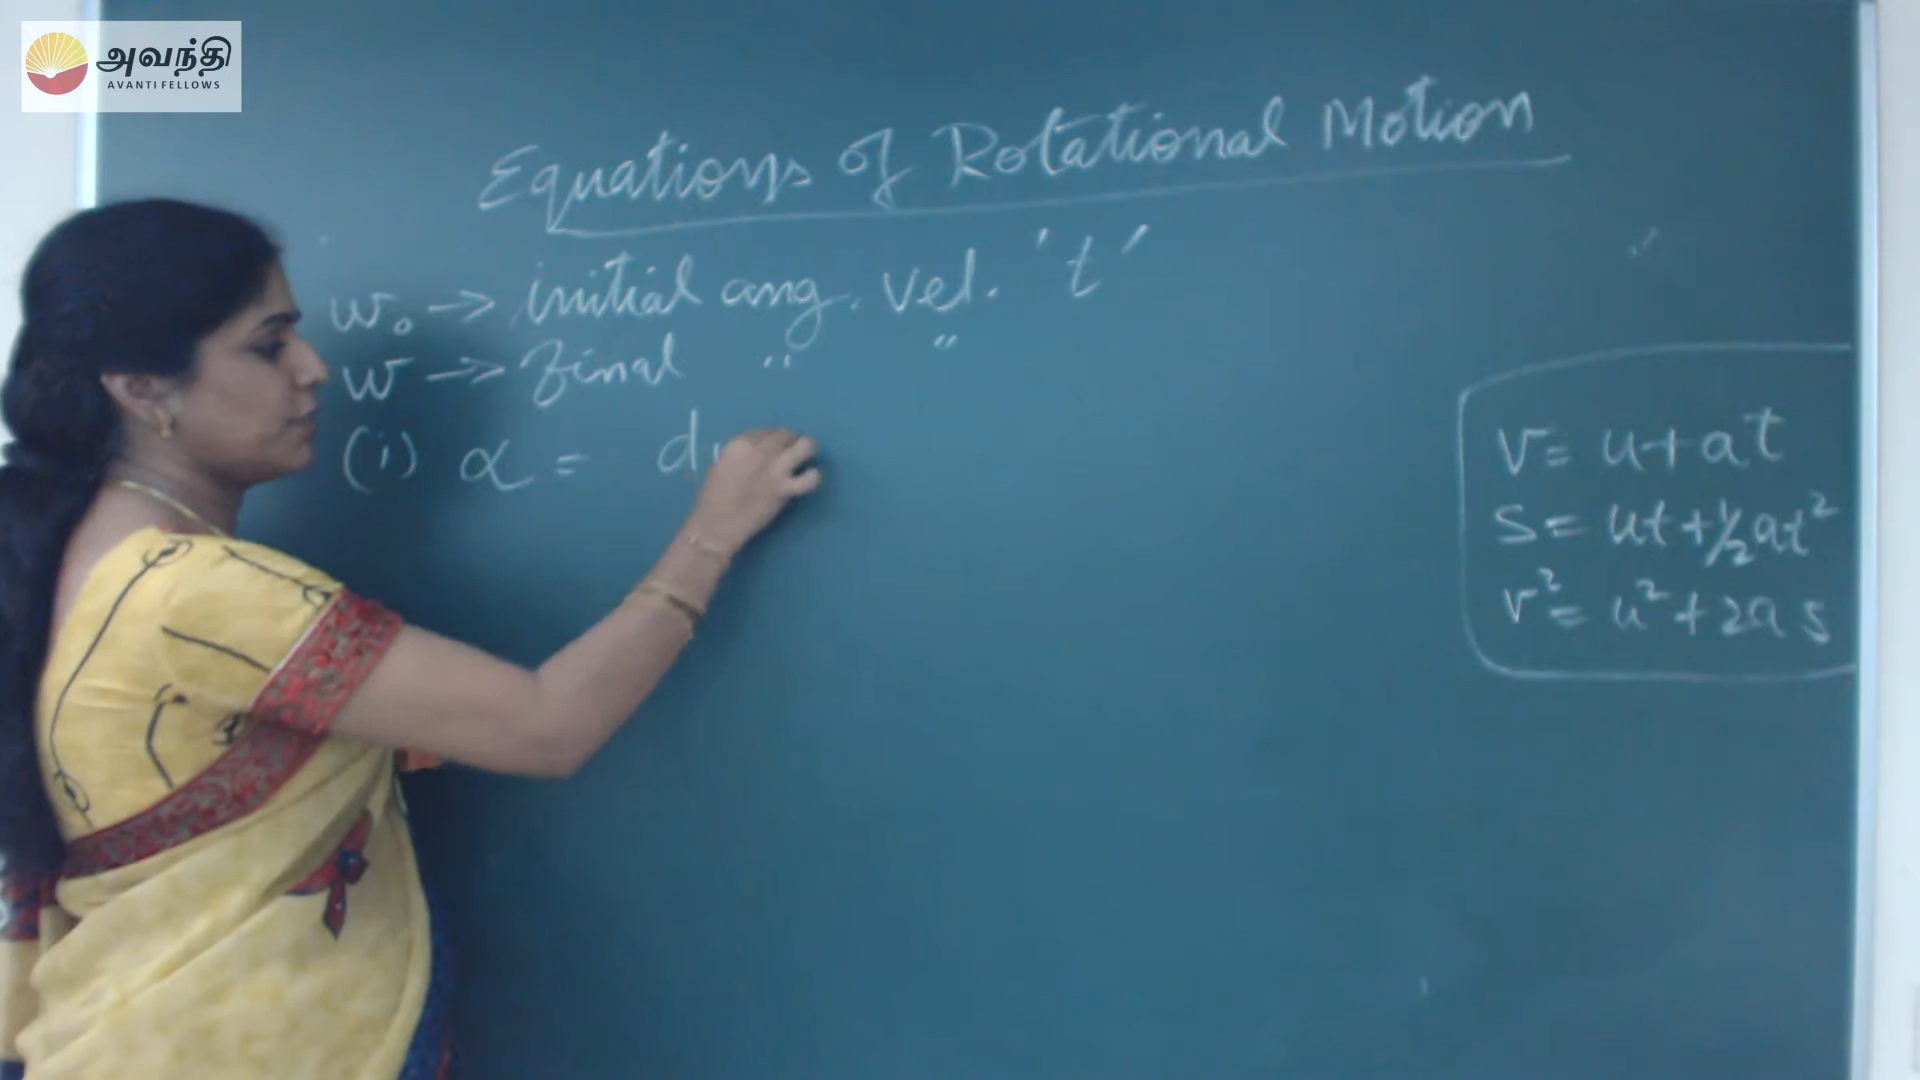 அவந்தி
AVANTI FELLOWS
Equations of Rotational Motion
w₀ → initial ang. vel. 't'
w → final " "
(i) α = d
v = u + at
s = ut + ½at²
v² = u² + 2as